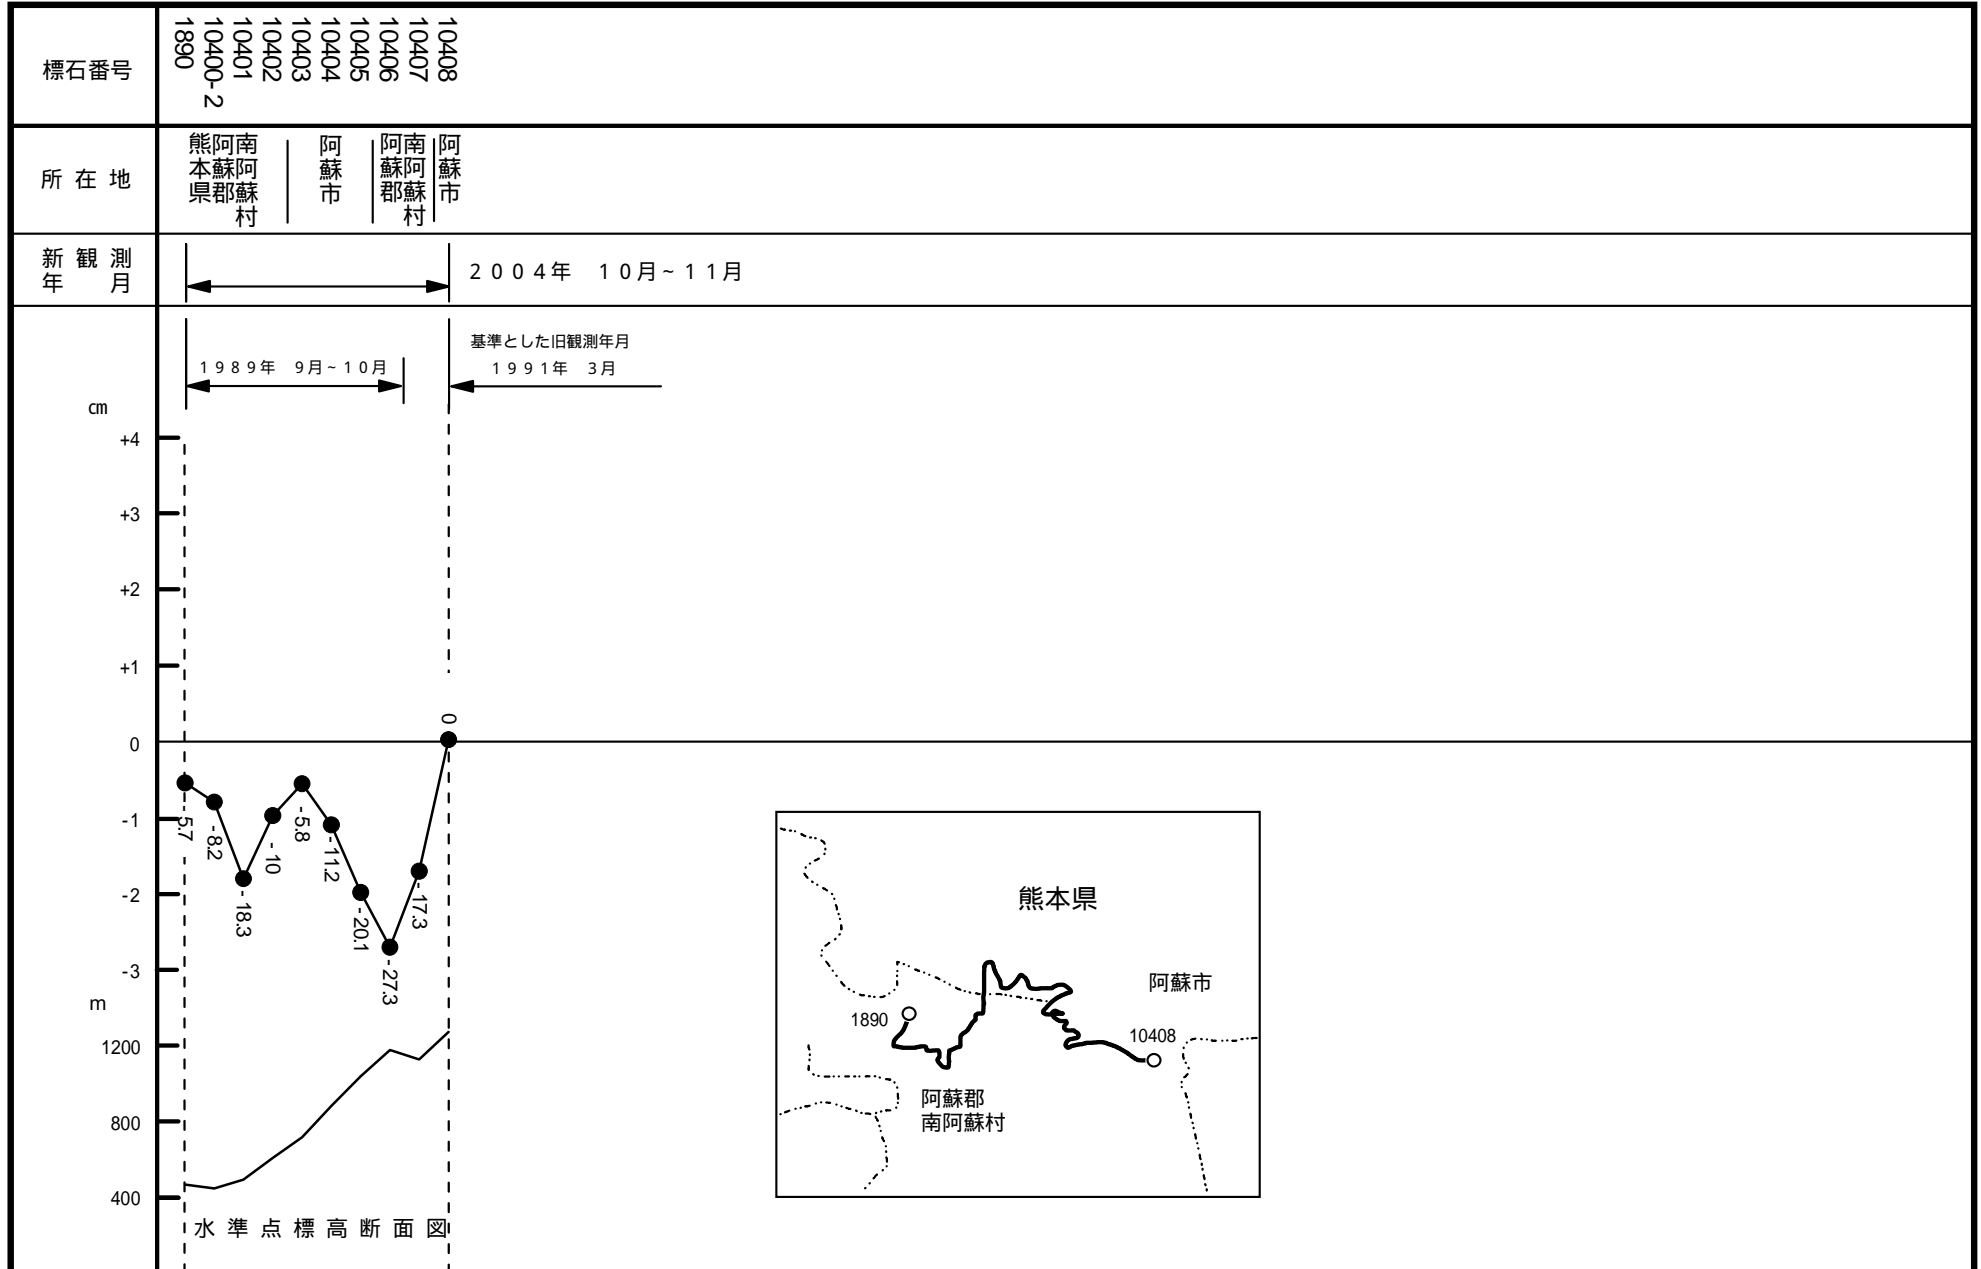 標石番号
1890
10400-2
10401
10402
10403
10404
10405
10406
10407
10408
所在地
熊本県
阿蘇郡
南阿蘇村
阿蘇市
阿蘇郡
南阿蘇村
阿蘇市
新観測
年月
2004年 10月~11月
1989年 9月~10月
基準とした旧観測年月
1991年 3月
cm
+4
+3
+2
+1
0
-1
-2
-3
0
-5.7
-8.2
-18.3
-10
-5.8
-11.2
-20.1
-27.3
-17.3
m
1200
800
400
水準点標高断面図
熊本県
阿蘇市
1890
10408
阿蘇郡
南阿蘇村